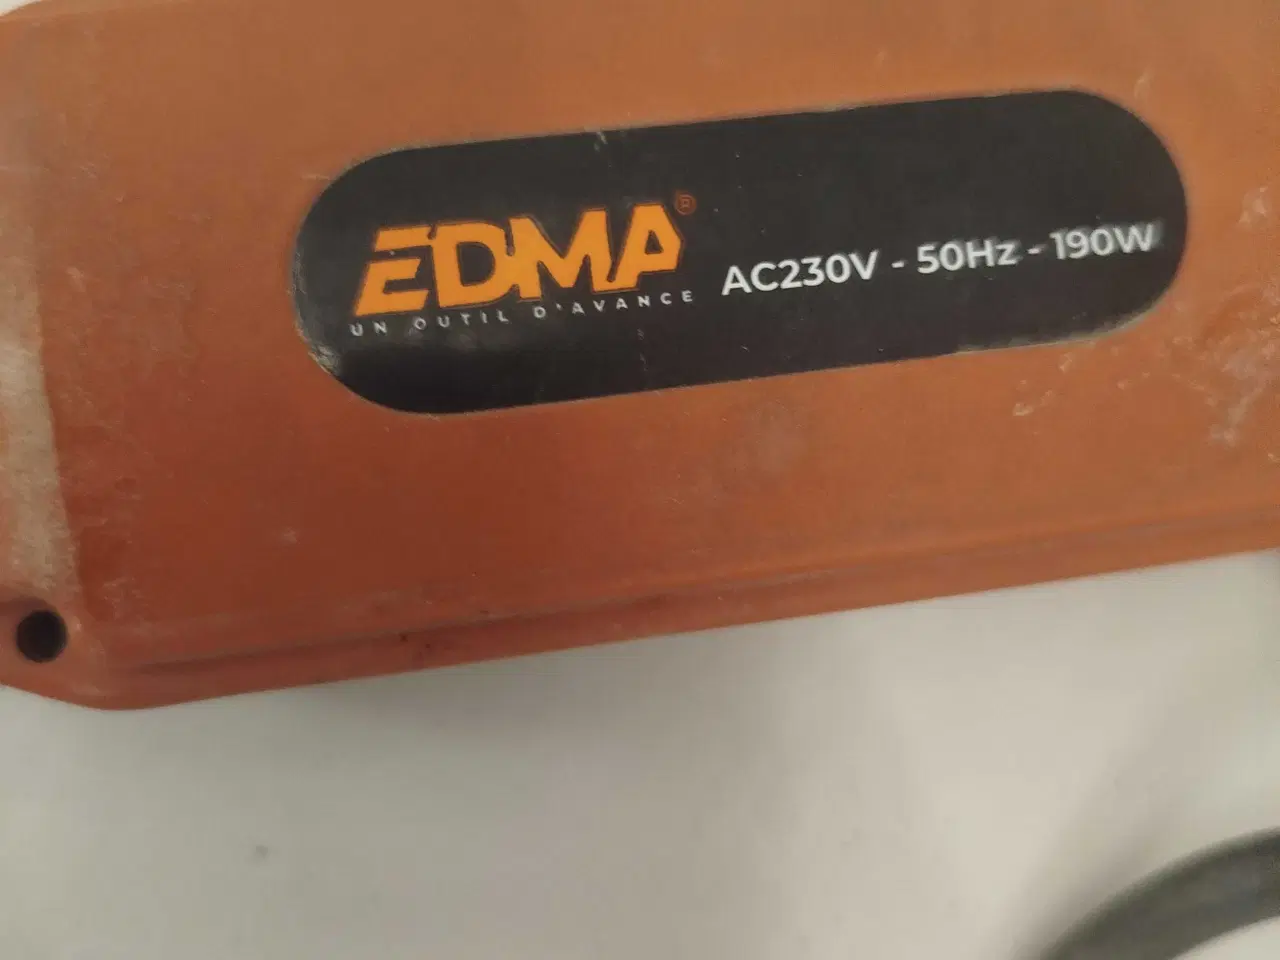 EDMA®
UN OUTIL D'AVANCE
AC230V - 50Hz - 190W